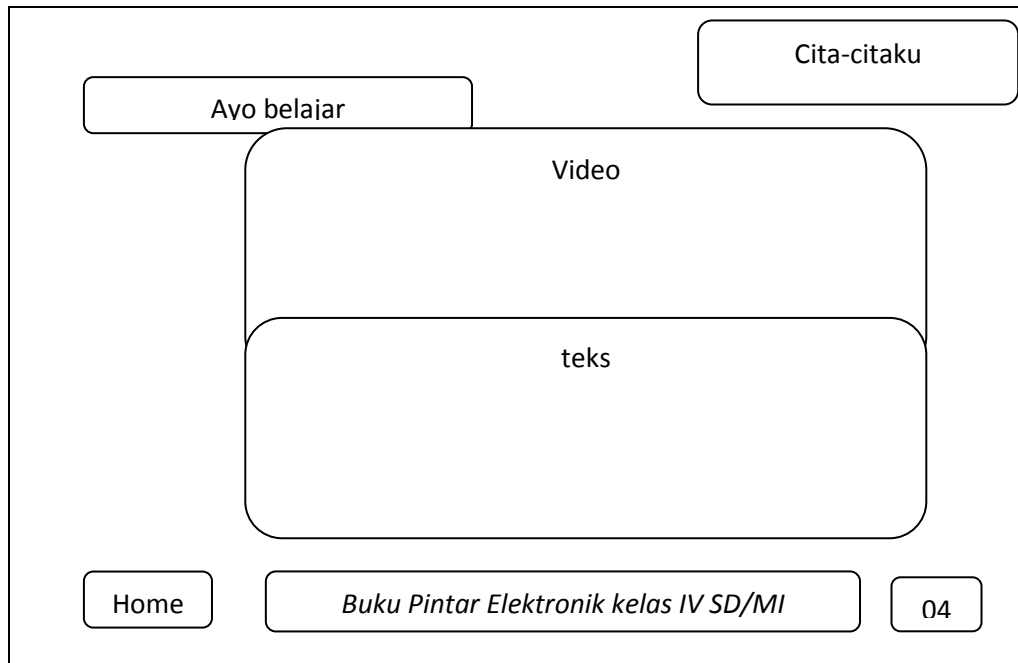 Cita-citaku
Ayo belajar
Video
teks
Home
Buku Pintar Elektronik kelas IV SD/MI
04